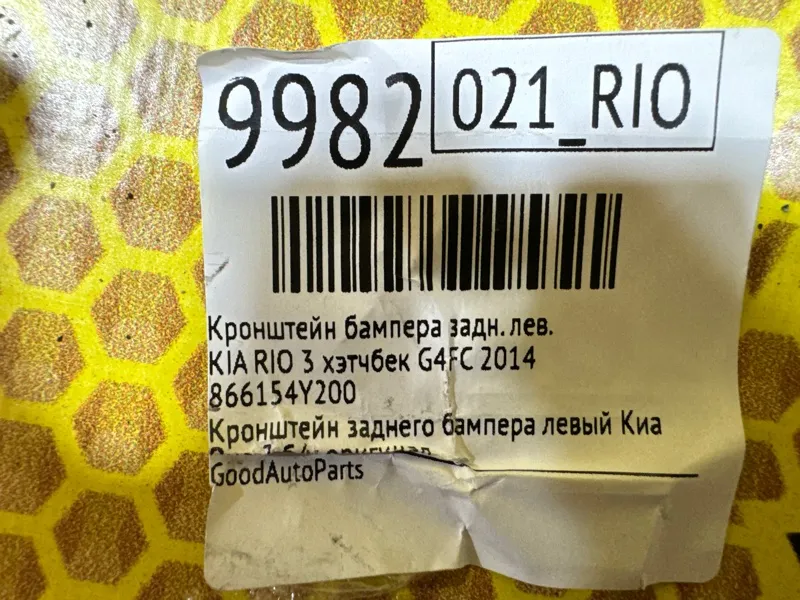 9982
021_RIO
Кронштейн бампера задн. лев.
KIA RIO 3 хэтчбек G4FC 2014
866154Y200
Кронштейн заднего бампера левый Киа
GoodAutoParts